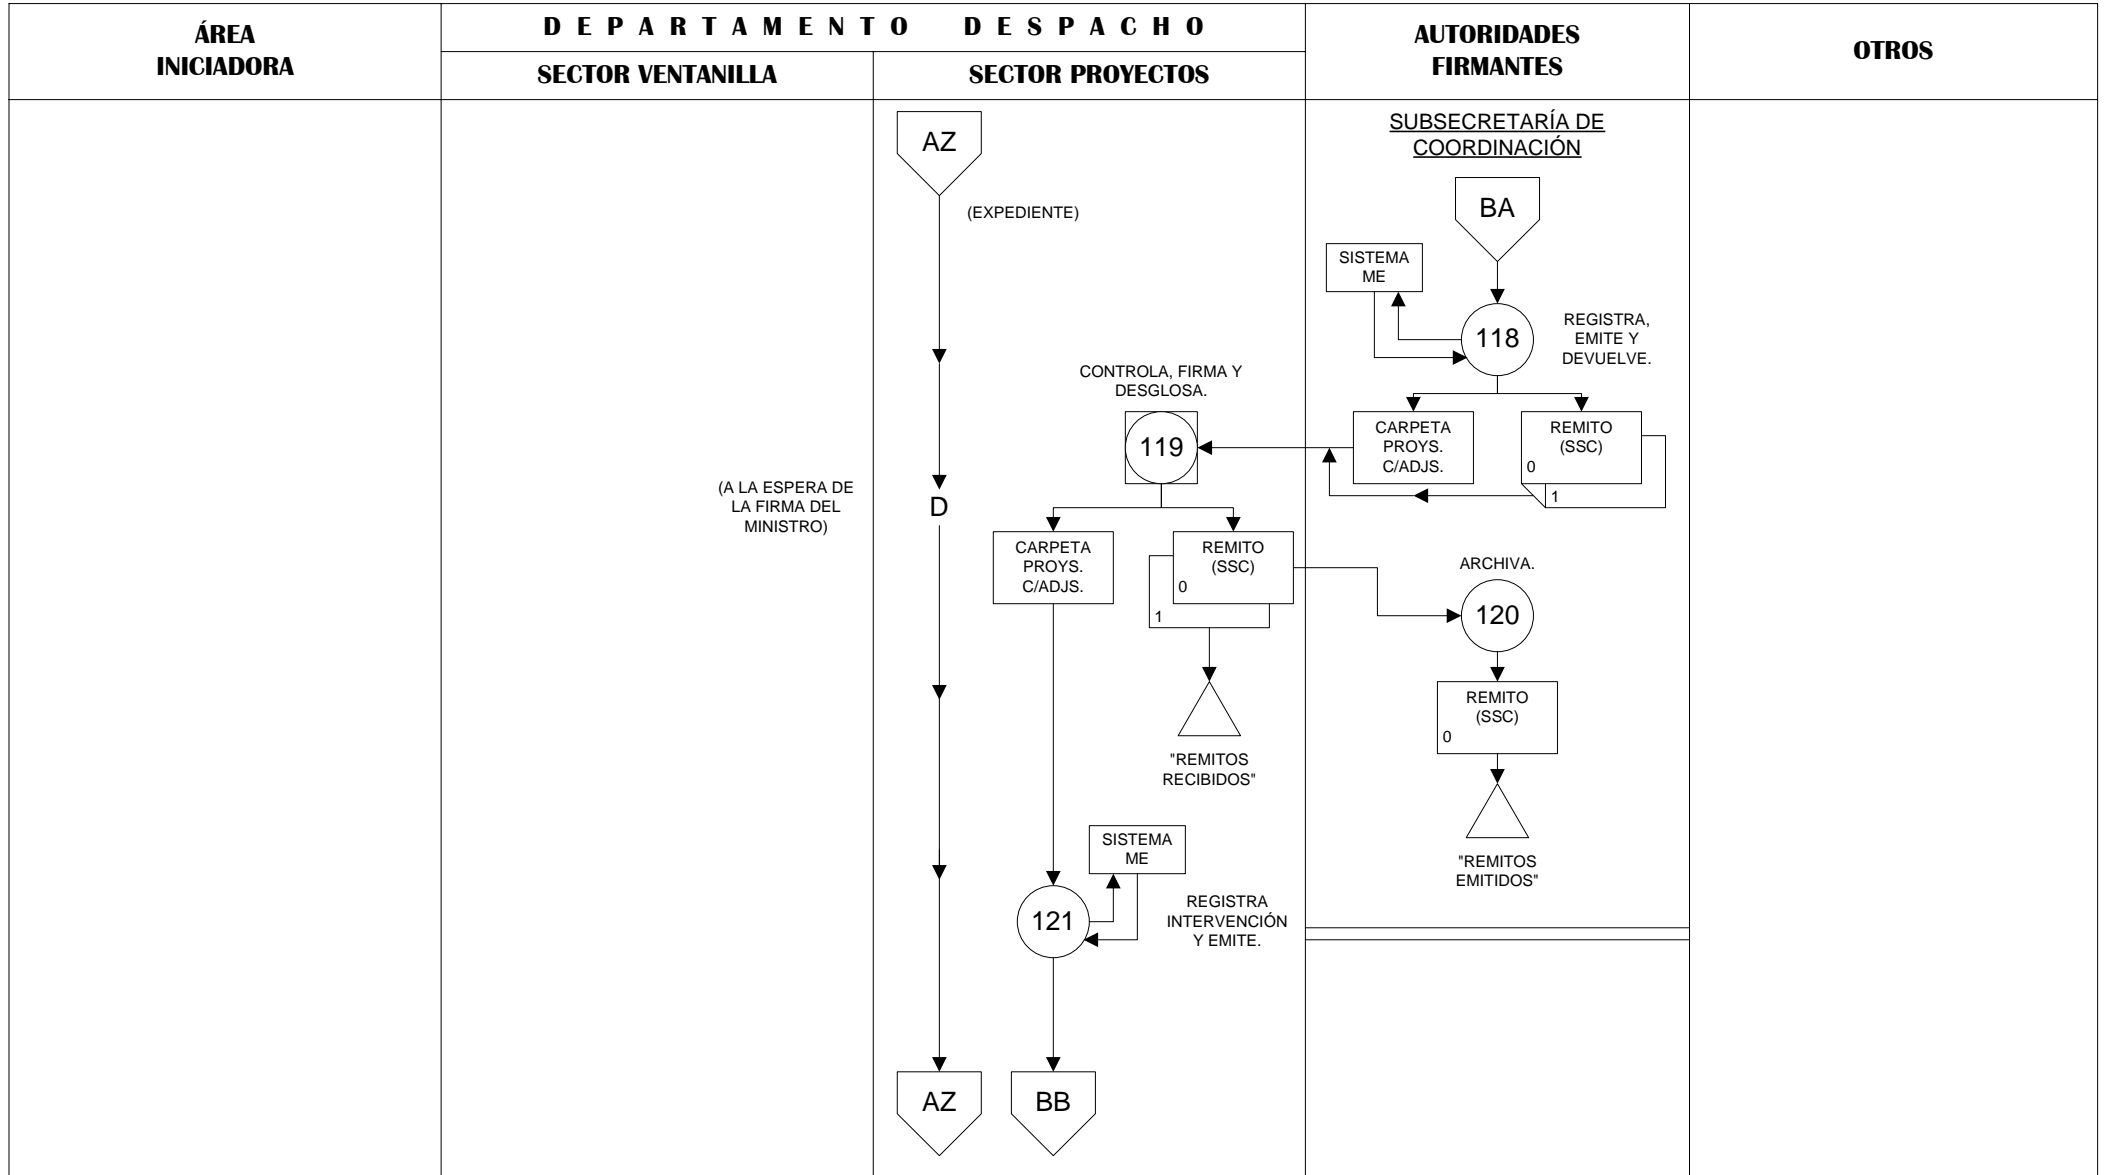 ÁREA
INICIADORA
DEPARTAMENTO DESPACHO
SECTOR VENTANILLA
SECTOR PROYECTOS
AUTORIDADES
FIRMANTES
OTROS
AZ
(EXPEDIENTE)
SUBSECRETARÍA DE
COORDINACIÓN
BA
SISTEMA
ME
118
REGISTRA,
EMITE Y
DEVUELVE.
CARPETA
PROYS.
C/ADJS.
REMITO
(SSC)
0
1
CONTROLA, FIRMA Y
DESGLOSA.
119
(A LA ESPERA DE
LA FIRMA DEL
MINISTRO)
D
CARPETA
PROYS.
C/ADJS.
REMITO
(SSC)
0
1
"REMITOS
RECIBIDOS"
ARCHIVA.
120
REMITO
(SSC)
0
"REMITOS
EMITIDOS"
SISTEMA
ME
121
REGISTRA
INTERVENCIÓN
Y EMITE.
AZ
BB